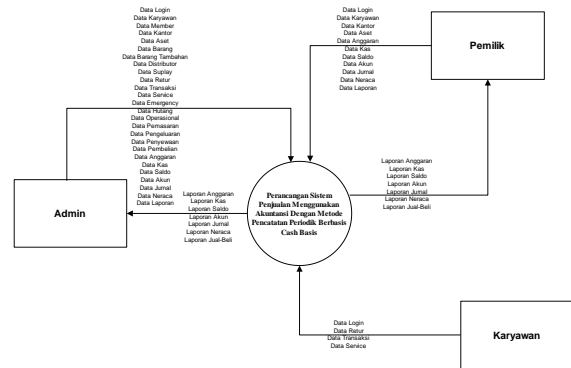 Data Login
Data Karyawan
Data Member
Data Kantor
Data Aset
Data Barang
Data Barang Tambahan
Data Distributor
Data Suplay
Data Retur
Data Transaksi
Data Service
Data Emergency
Data Hutang
Data Operasional
Data Pemasaran
Data Pengeluaran
Data Penyewaan
Data Pembelian
Data Anggaran
Data Kas
Data Saldo
Data Akun
Data Jurnal
Data Neraca
Data Laporan
Data Login
Data Karyawan
Data Kantor
Data Aset
Data Anggaran
Data Kas
Data Saldo
Data Akun
Data Jurnal
Data Neraca
Data Laporan
Pemilik
Laporan Anggaran
Laporan Kas
Laporan Saldo
Laporan Akun
Laporan Jurnal
Laporan Neraca
Laporan Jual-Beli
Perancangan Sistem
Penjualan Menggunakan
Akuntansi Dengan Metode
Pencatatan Periodik Berbasis
Cash Basis
Admin
Laporan Anggaran
Laporan Kas
Laporan Saldo
Laporan Akun
Laporan Jurnal
Laporan Neraca
Laporan Jual-Beli
Data Login
Data Retur
Data Transaksi
Data Service
Karyawan